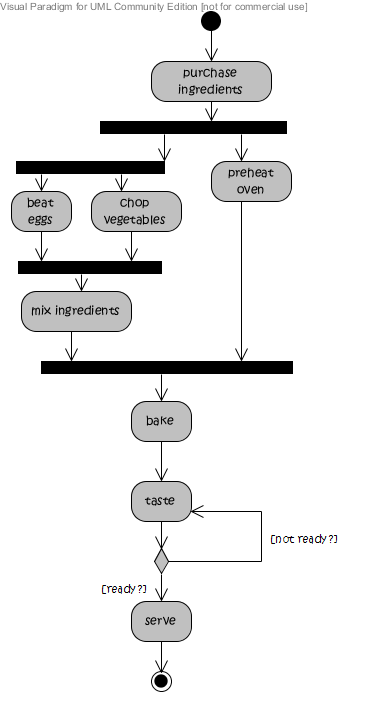 Visual Paradigm for UML Community Edition [not for commercial use]
purchase
ingredients
beat
eggs
chop
vegetables
preheat
oven
mix ingredients
bake
taste
[not ready?]
[ready?]
serve